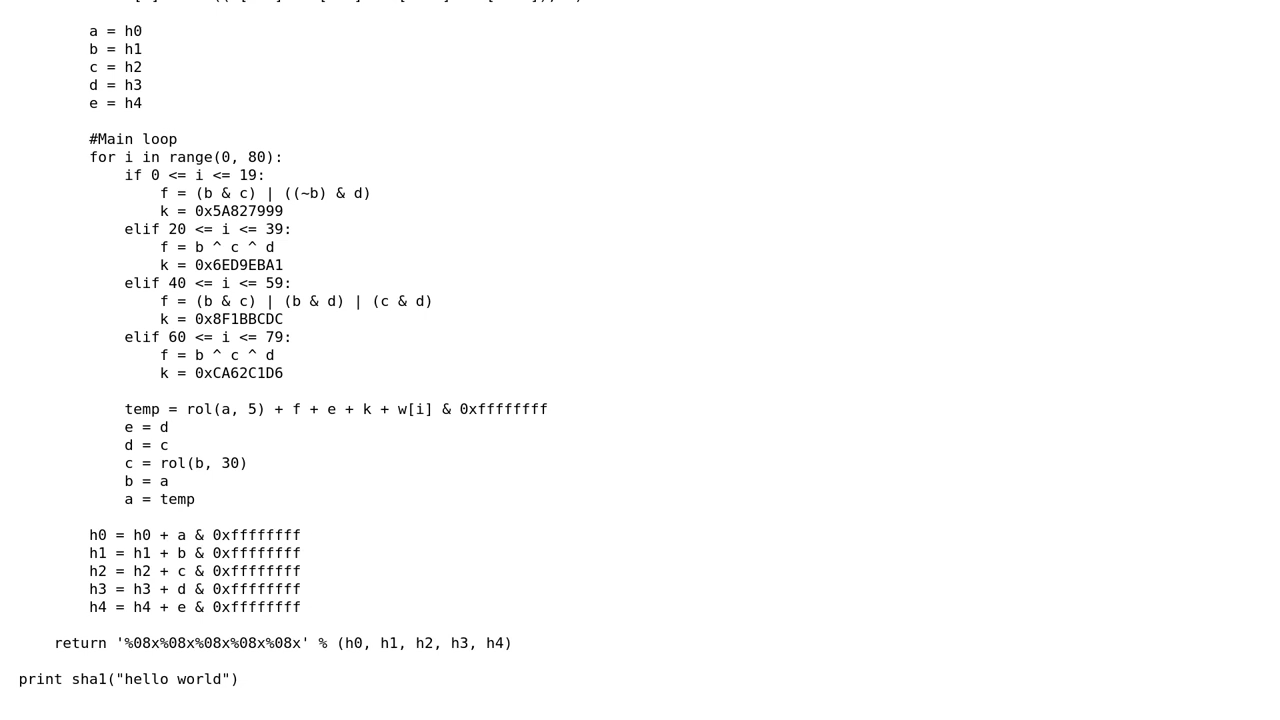 a = h0
b = h1
c = h2
d = h3
e = h4
#Main loop
for i in range(0, 80):
if 0 <= i <= 19:
f = (b & c) | ((~b) & d)
k = 0x5A827999
elif 20 <= i <= 39:
f = b ^ c ^ d
k = 0x6ED9EBA1
elif 40 <= i <= 59:
f = (b & c) | (b & d) | (c & d)
k = 0x8F1BBCDC
elif 60 <= i <= 79:
f = b ^ c ^ d
k = 0xCA62C1D6
temp = rol(a, 5) + f + e + k + w[i] & 0xffffffff
e = d
d = c
c = rol(b, 30)
b = a
a = temp
h0 = h0 + a & 0xffffffff
h1 = h1 + b & 0xffffffff
h2 = h2 + c & 0xffffffff
h3 = h3 + d & 0xffffffff
h4 = h4 + e & 0xffffffff
return '%08x%08x%08x%08x%08x' % (h0, h1, h2, h3, h4)
print sha1("hello world")